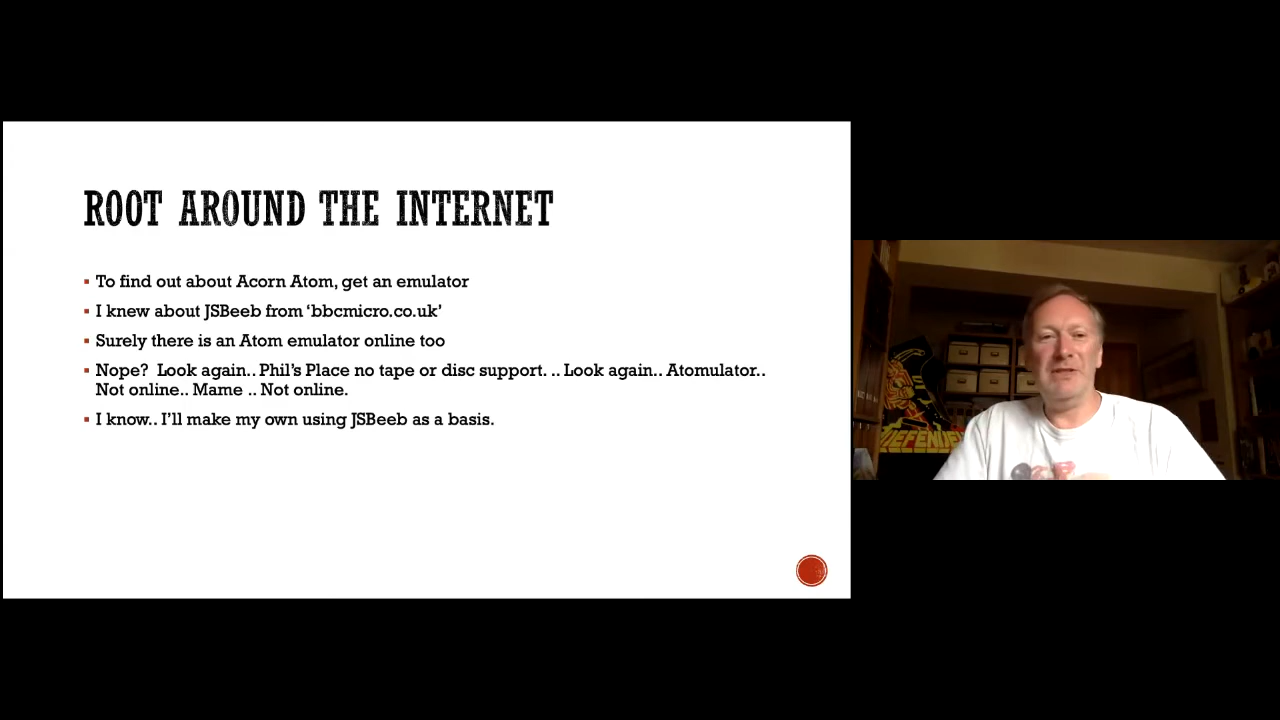 ROOT AROUND THE INTERNET
▪ To find out about Acorn Atom, get an emulator
▪ I knew about JSBeeb from ‘bbcmicro.co.uk’
▪ Surely there is an Atom emulator online too
▪ Nope?  Look again.. Phil’s Place no tape or disc support. .. Look again.. Atomulator..
Not online.. Mame .. Not online.
▪ I know.. I’ll make my own using JSBeeb as a basis.
DEFENDER